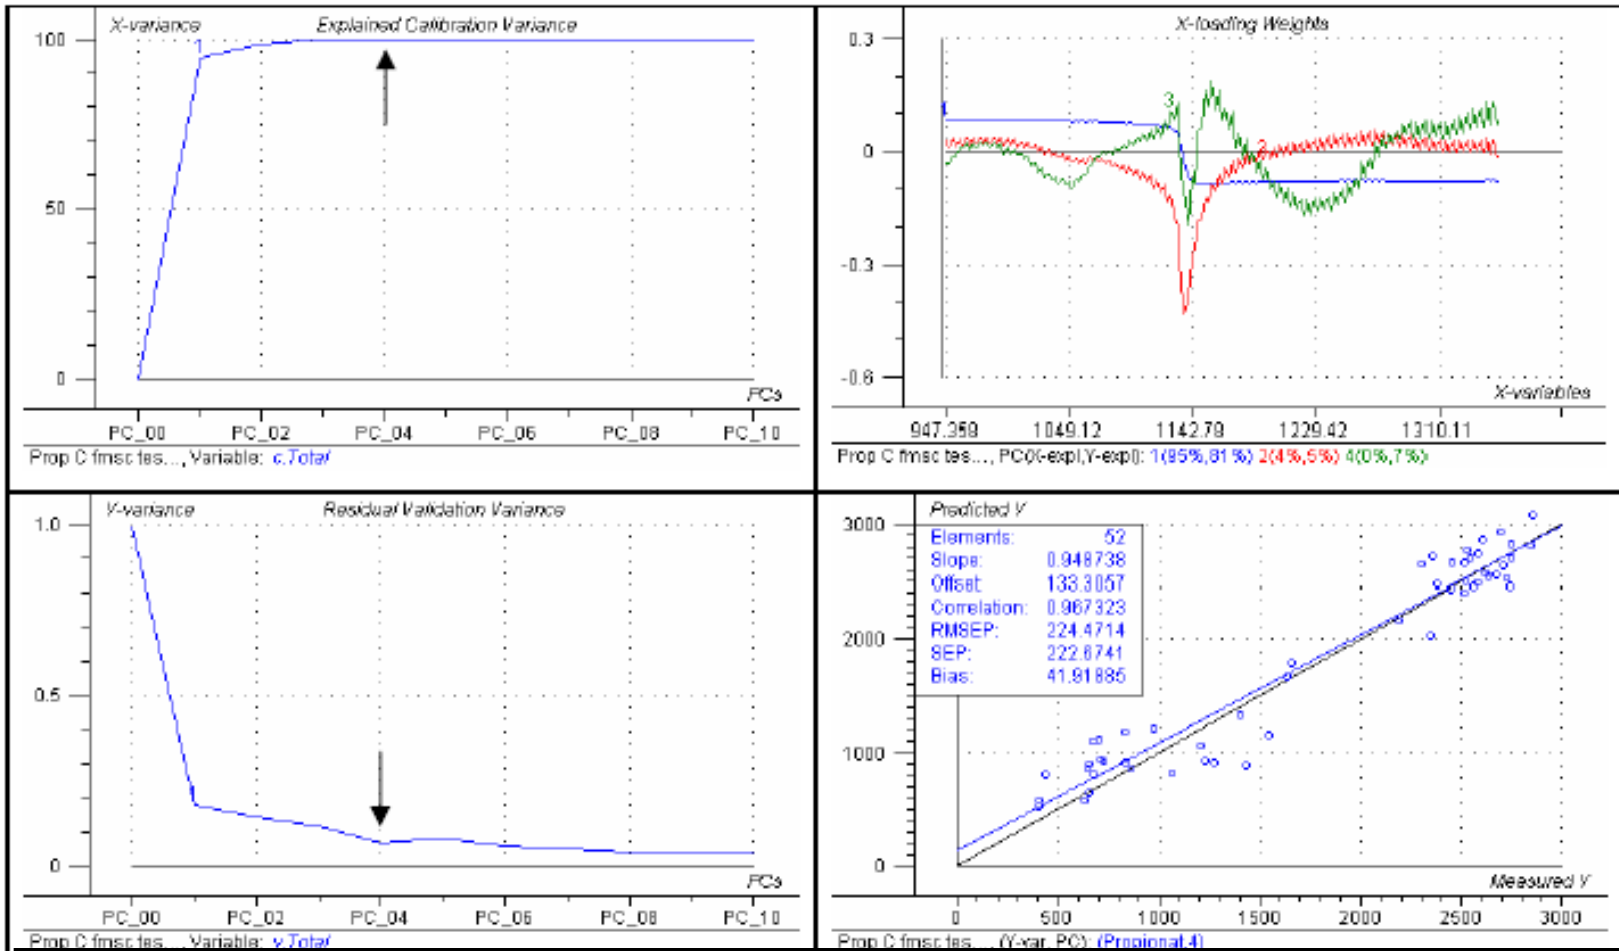 X-variance Explained Calibration Variance
100
50
0
PCs
PC_00 PC_02 PC_04 PC_06 PC_08 PC_10
Prop C fmsc tes..., Variable: c.Total
X-loading Weights
0.3
3
0
2
-0.3
-0.6
X-variables
947.358 1049.12 1142.78 1229.42 1310.11
Prop C fmsc tes..., PC(X-expl,Y-expl): 1(95%,81%) 2(4%,5%) 4(0%,7%)
Y-variance Residual Validation Variance
1.0
0.5
0
PCs
PC_00 PC_02 PC_04 PC_06 PC_08 PC_10
Prop C fmsc tes..., Variable: v.Total
Predicted Y
3000
Elements: 52
Slope: 0.948738
Offset: 133.3057
Correlation: 0.967323
RMSEP: 224.4714
SEP: 222.6741
Bias: 41.91885
2000
1000
0
Measured Y
0 500 1000 1500 2000 2500 3000
Prop C fmsc tes..., (Y-var, PC): (Propionat,4)